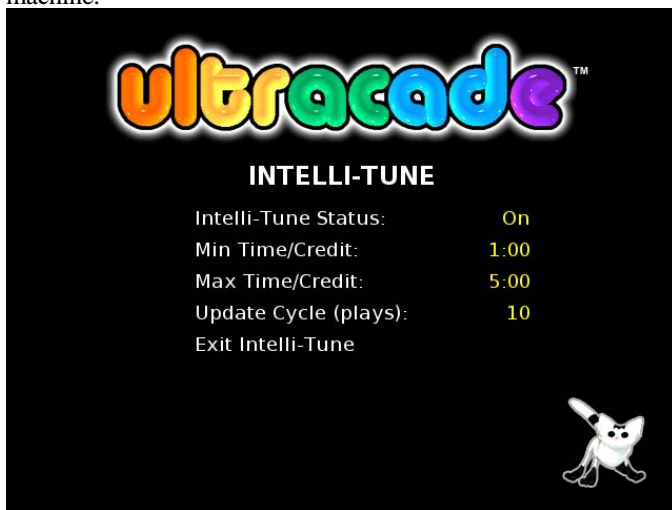 machine.
ultracade™
INTELLI-TUNE
Intelli-Tune Status: On
Min Time/Credit: 1:00
Max Time/Credit: 5:00
Update Cycle (plays): 10
Exit Intelli-Tune